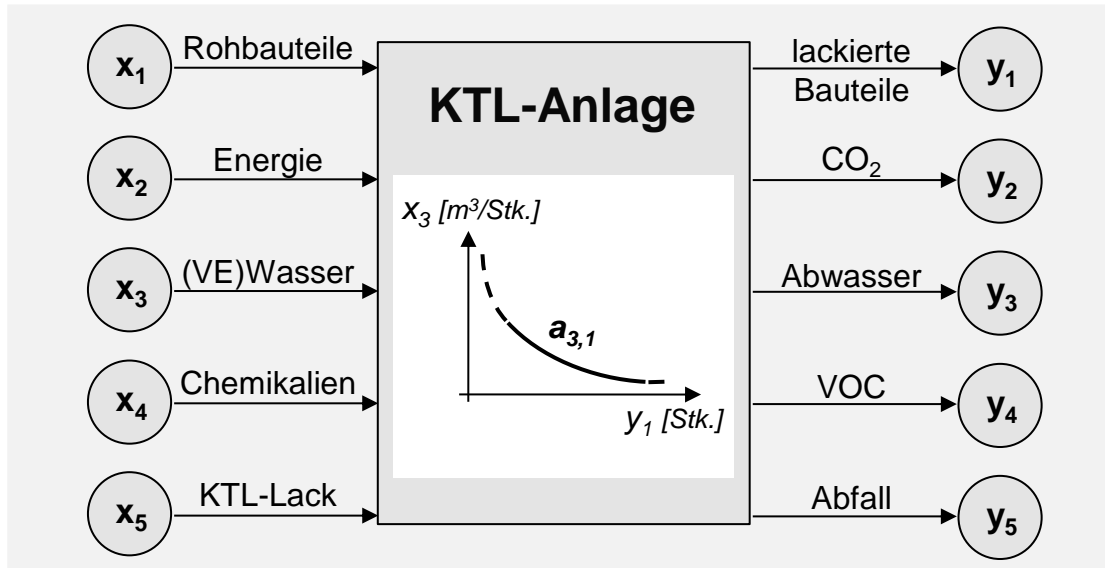 x₁ Rohbauteile
x₂ Energie
x₃ (VE)Wasser
x₄ Chemikalien
x₅ KTL-Lack
KTL-Anlage
x₃ [m³/Stk.]
a₃,₁
y₁ [Stk.]
lackierte
Bauteile
y₁
CO₂ y₂
Abwasser y₃
VOC y₄
Abfall y₅